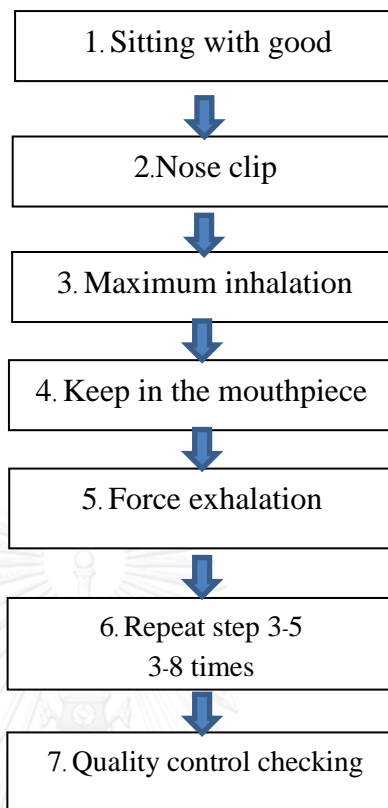 1. Sitting with good
2.Nose clip
3. Maximum inhalation
4. Keep in the mouthpiece
5. Force exhalation
6. Repeat step 3-5
3-8 times
7. Quality control checking